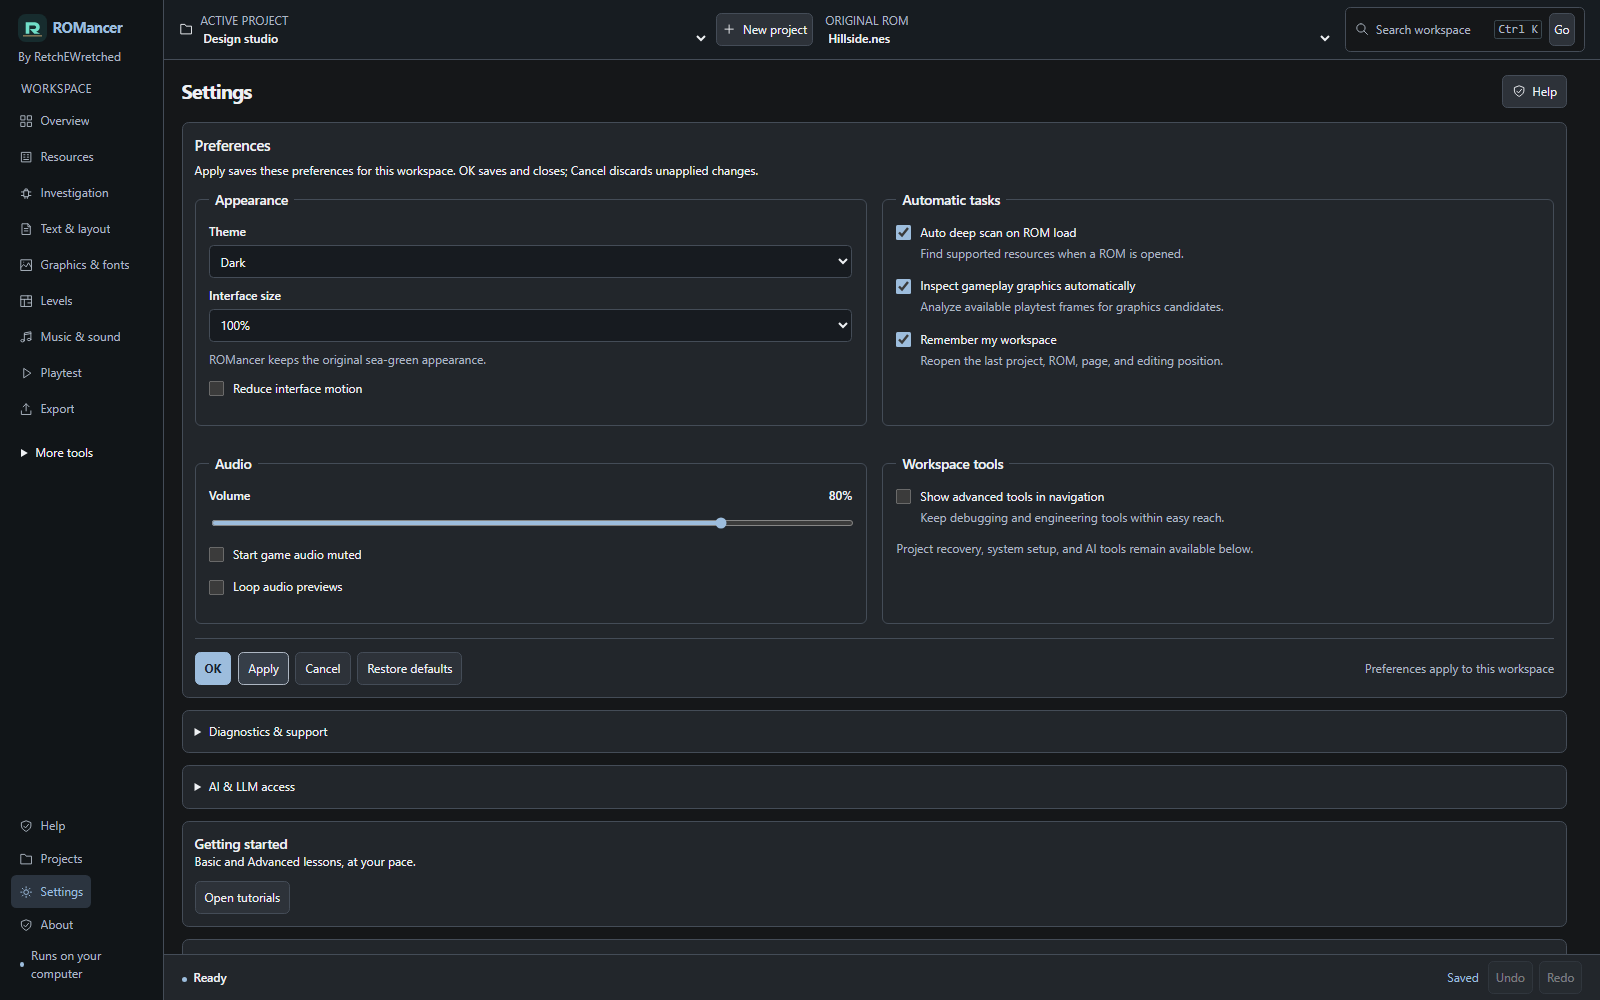 ROMancer
By RetchEWretched
WORKSPACE
Overview
Resources
Investigation
Text & layout
Graphics & fonts
Levels
Music & sound
Playtest
Export
More tools
Help
Projects
Settings
About
Runs on your
computer
ACTIVE PROJECT
Design studio
New project
ORIGINAL ROM
Hillside.nes
Search workspace
Ctrl K
Go
Settings
Help
Preferences
Apply saves these preferences for this workspace. OK saves and closes; Cancel discards unapplied changes.
Appearance
Theme
Dark
Interface size
100%
ROMancer keeps the original sea-green appearance.
Reduce interface motion
Automatic tasks
Auto deep scan on ROM load
Find supported resources when a ROM is opened.
Inspect gameplay graphics automatically
Analyze available playtest frames for graphics candidates.
Remember my workspace
Reopen the last project, ROM, page, and editing position.
Audio
Volume
80%
Start game audio muted
Loop audio previews
Workspace tools
Show advanced tools in navigation
Keep debugging and engineering tools within easy reach.
Project recovery, system setup, and AI tools remain available below.
OK
Apply
Cancel
Restore defaults
Preferences apply to this workspace
Diagnostics & support
AI & LLM access
Getting started
Basic and Advanced lessons, at your pace.
Open tutorials
Ready
Saved
Undo
Redo